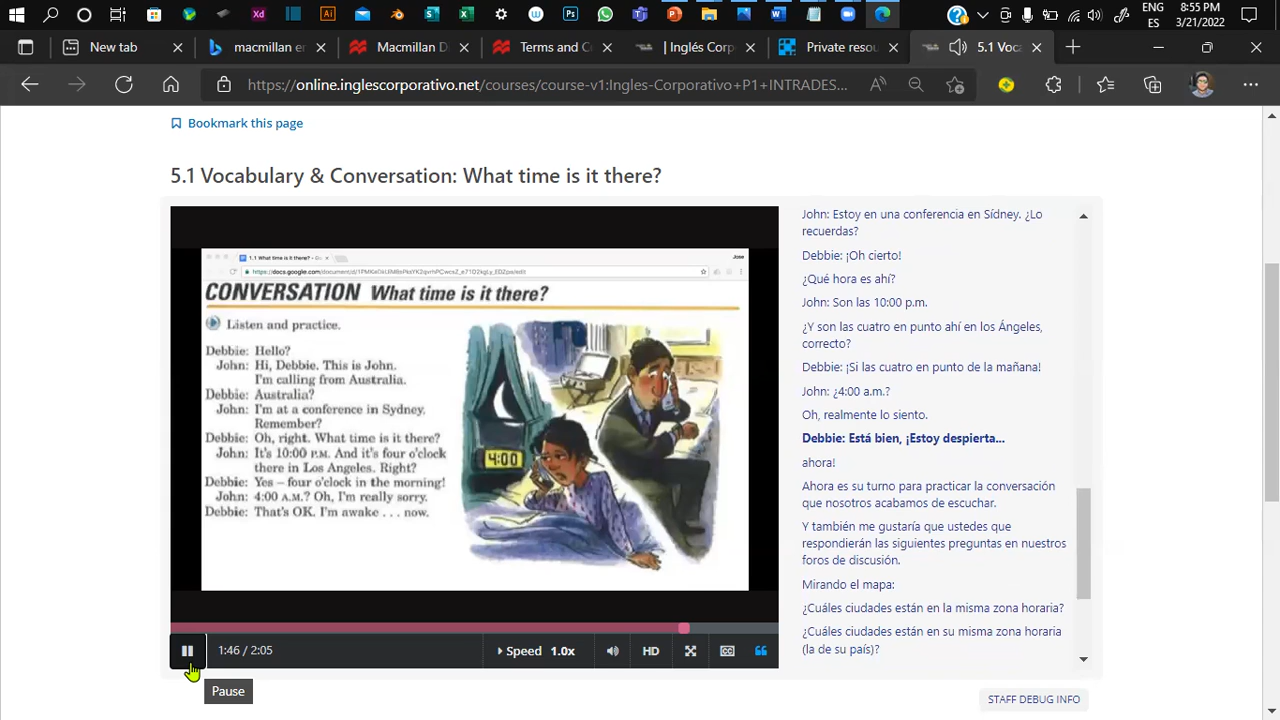 8:55 PM
3/21/2022
ENG
ES
New tab
macmillan er
Macmillan D
Terms and Co
| Inglés Corp
Private resou
5.1 Voca
https://online.inglescorporativo.net/courses/course-v1:Ingles-Corporativo+P1+INTRADES...
Bookmark this page
5.1 Vocabulary & Conversation: What time is it there?
1.1 What time is it there? -
Jose
CONVERSATION What time is it there?
Listen and practice.
Debbie: Hello?
John: Hi, Debbie. This is John.
I'm calling from Australia.
Debbie: Australia?
John: I'm at a conference in Sydney.
Remember?
Debbie: Oh, right. What time is it there?
John: It's 10:00 P.M. And it's four o'clock
there in Los Angeles. Right?
Debbie: Yes – four o'clock in the morning!
John: 4:00 A.M.? Oh, I'm really sorry.
Debbie: That's OK. I'm awake . . . now.
4:00
1:46 / 2:05
Speed 1.0x
HD
Pause
John: Estoy en una conferencia en Sídney. ¿Lo
recuerdas?
Debbie: ¡Oh cierto!
¿Qué hora es ahí?
John: Son las 10:00 p.m.
¿Y son las cuatro en punto ahí en los Ángeles,
correcto?
Debbie: ¡Si las cuatro en punto de la mañana!
John: ¿4:00 a.m.?
Oh, realmente lo siento.
Debbie: Está bien, ¡Estoy despierta...
ahora!
Ahora es su turno para practicar la conversación
que nosotros acabamos de escuchar.
Y también me gustaría que ustedes que
respondierán las siguientes preguntas en nuestros
foros de discusión.
Mirando el mapa:
¿Cuáles ciudades están en la misma zona horaria?
¿Cuáles ciudades están en su misma zona horaria
(la de su país)?
STAFF DEBUG INFO